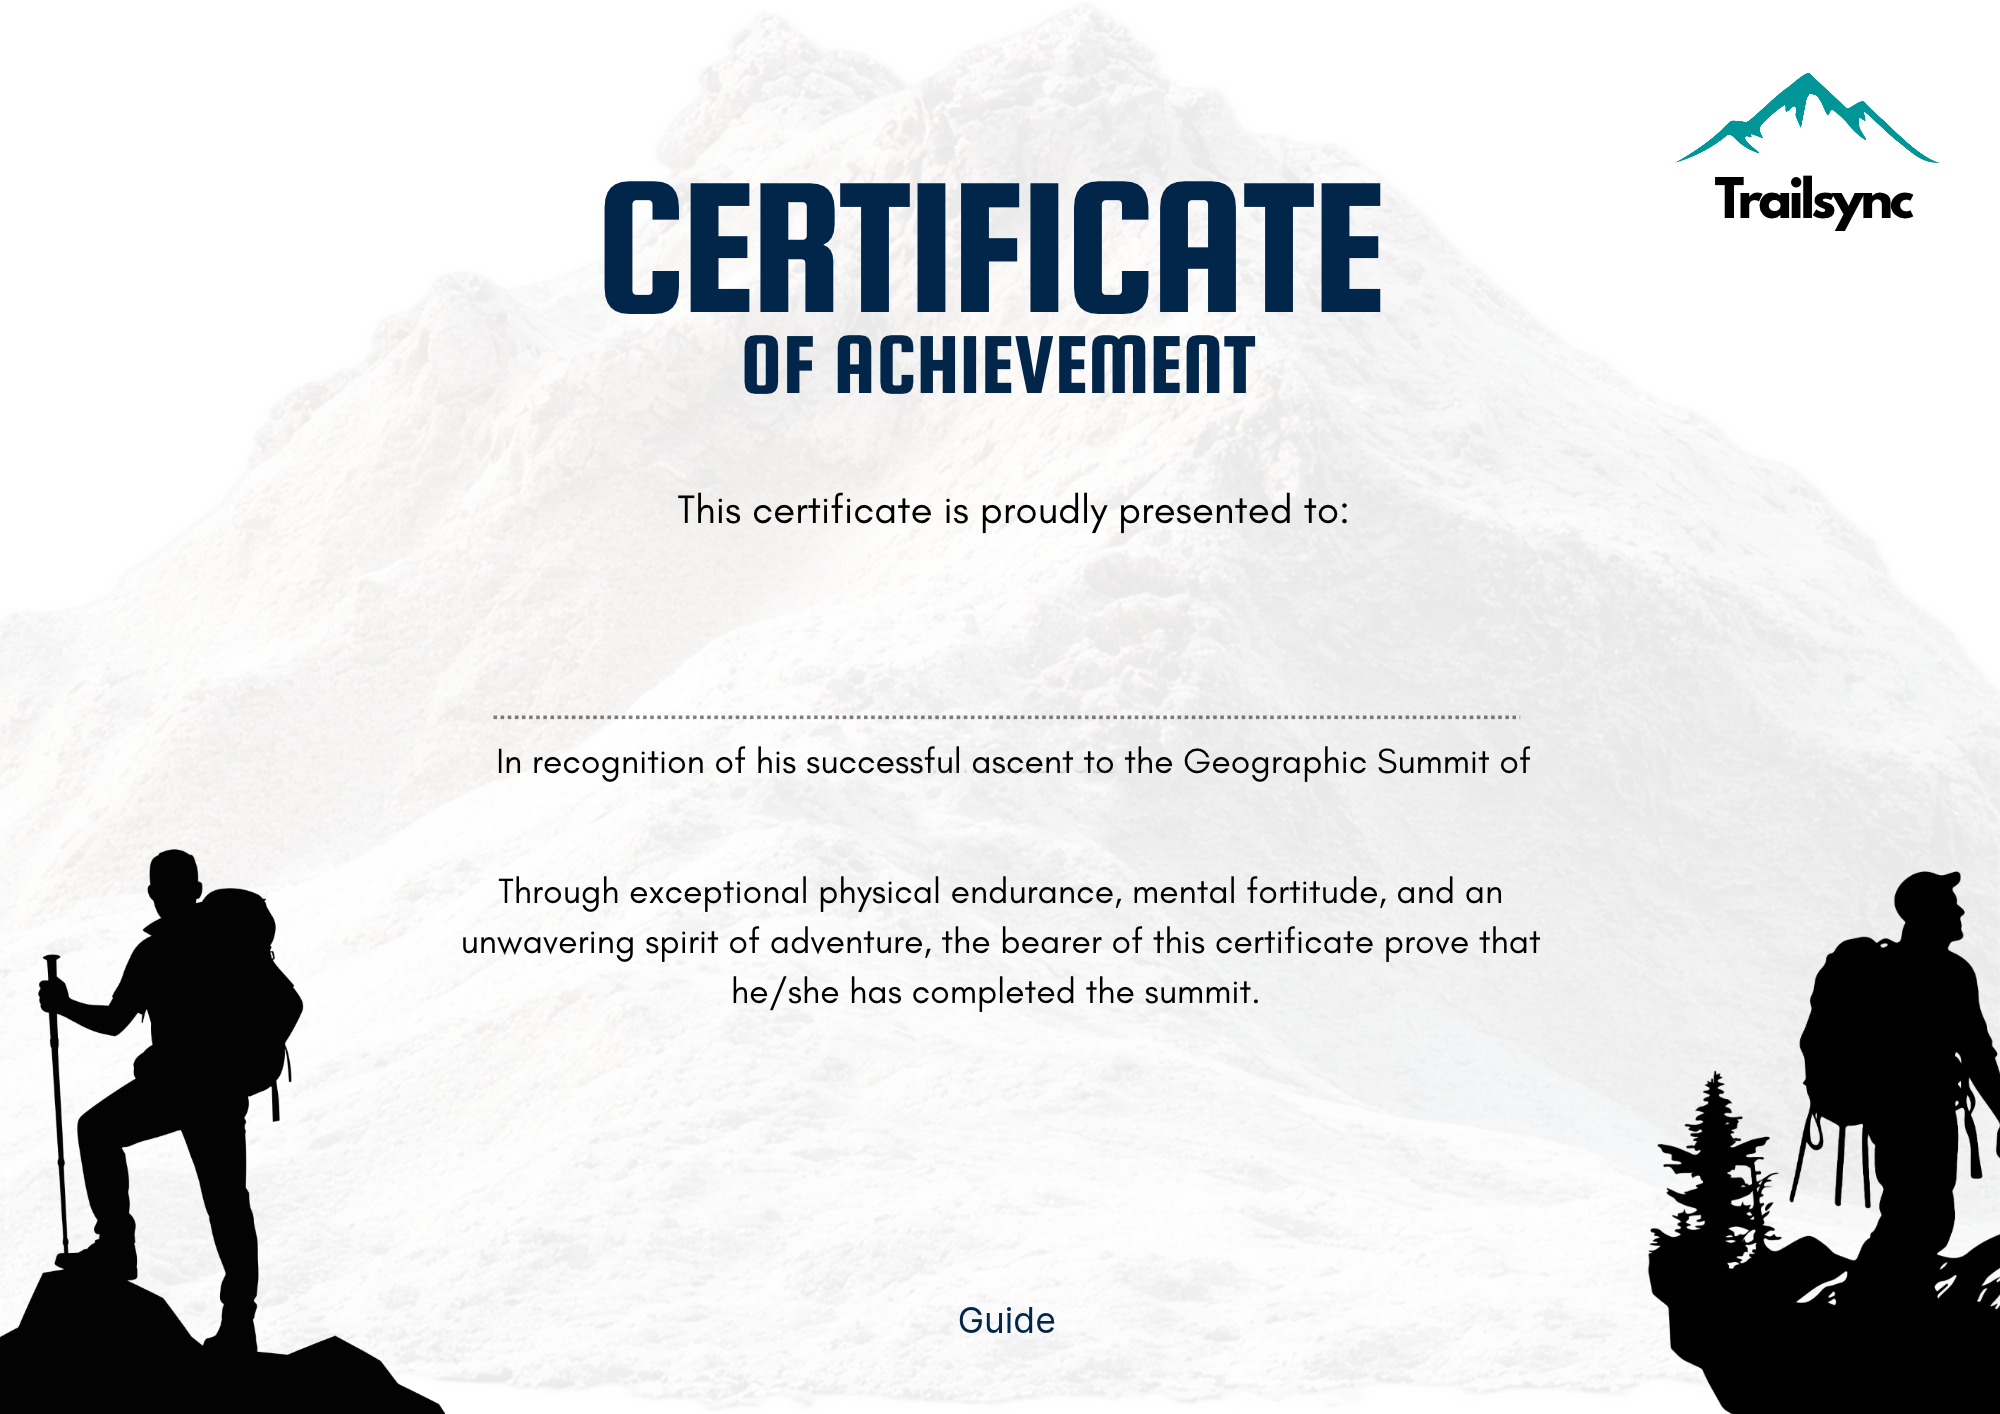 Trailsync
CERTIFICATE
OF ACHIEVEMENT
This certificate is proudly presented to:
In recognition of his successful ascent to the Geographic Summit of
Through exceptional physical endurance, mental fortitude, and an
unwavering spirit of adventure, the bearer of this certificate prove that
he/she has completed the summit.
Guide